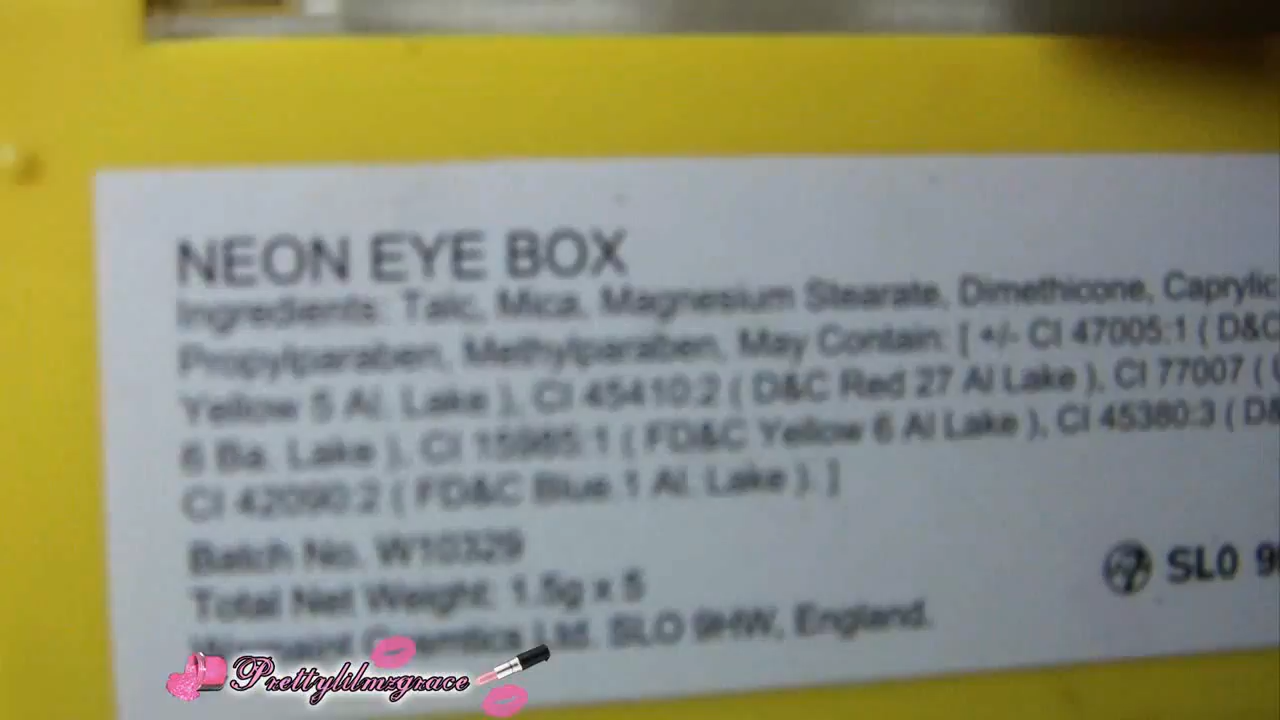 NEON EYE BOX
Ingredients: Talc, Mica, Magnesium Stearate, Dimethicone, Caprylic
Propylparaben, Methylparaben, May Contain: [ +/- CI 47005:1 ( D&C
Yellow 5 Al. Lake ), CI 45410:2 ( D&C Red 27 Al Lake ), CI 77007 (
6 Ba. Lake ), CI 15985:1 ( FD&C Yellow 6 Al Lake ), CI 45380:3 ( D&
CI 42090:2 ( FD&C Blue 1 Al. Lake ). ]
Batch No. W10329
Total Net Weight: 1.5g x 5
SL0 9
Ltd. SLO 9HW, England.
Prettylilmzgrace